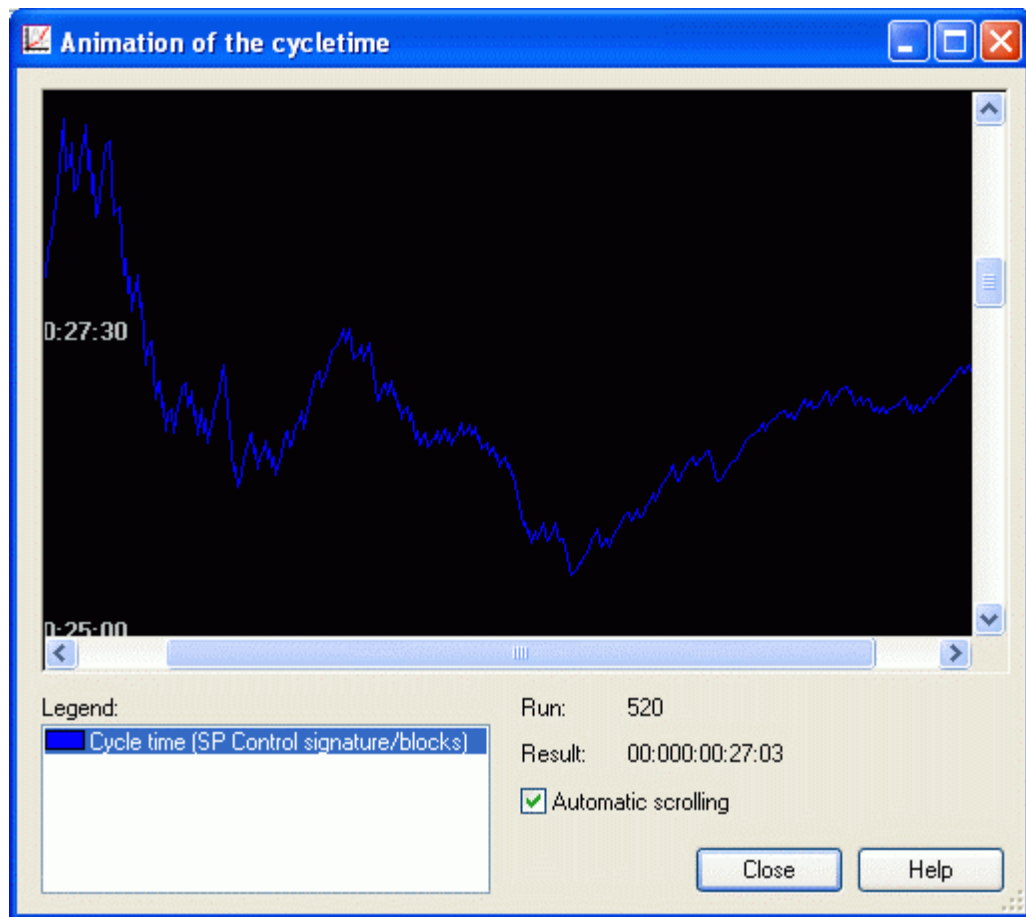 Animation of the cycletime
0:27:30
0:25:00
Legend:
Cycle time (SP Control signature/blocks)
Run: 520
Result: 00:000:00:27:03
Automatic scrolling
Close
Help